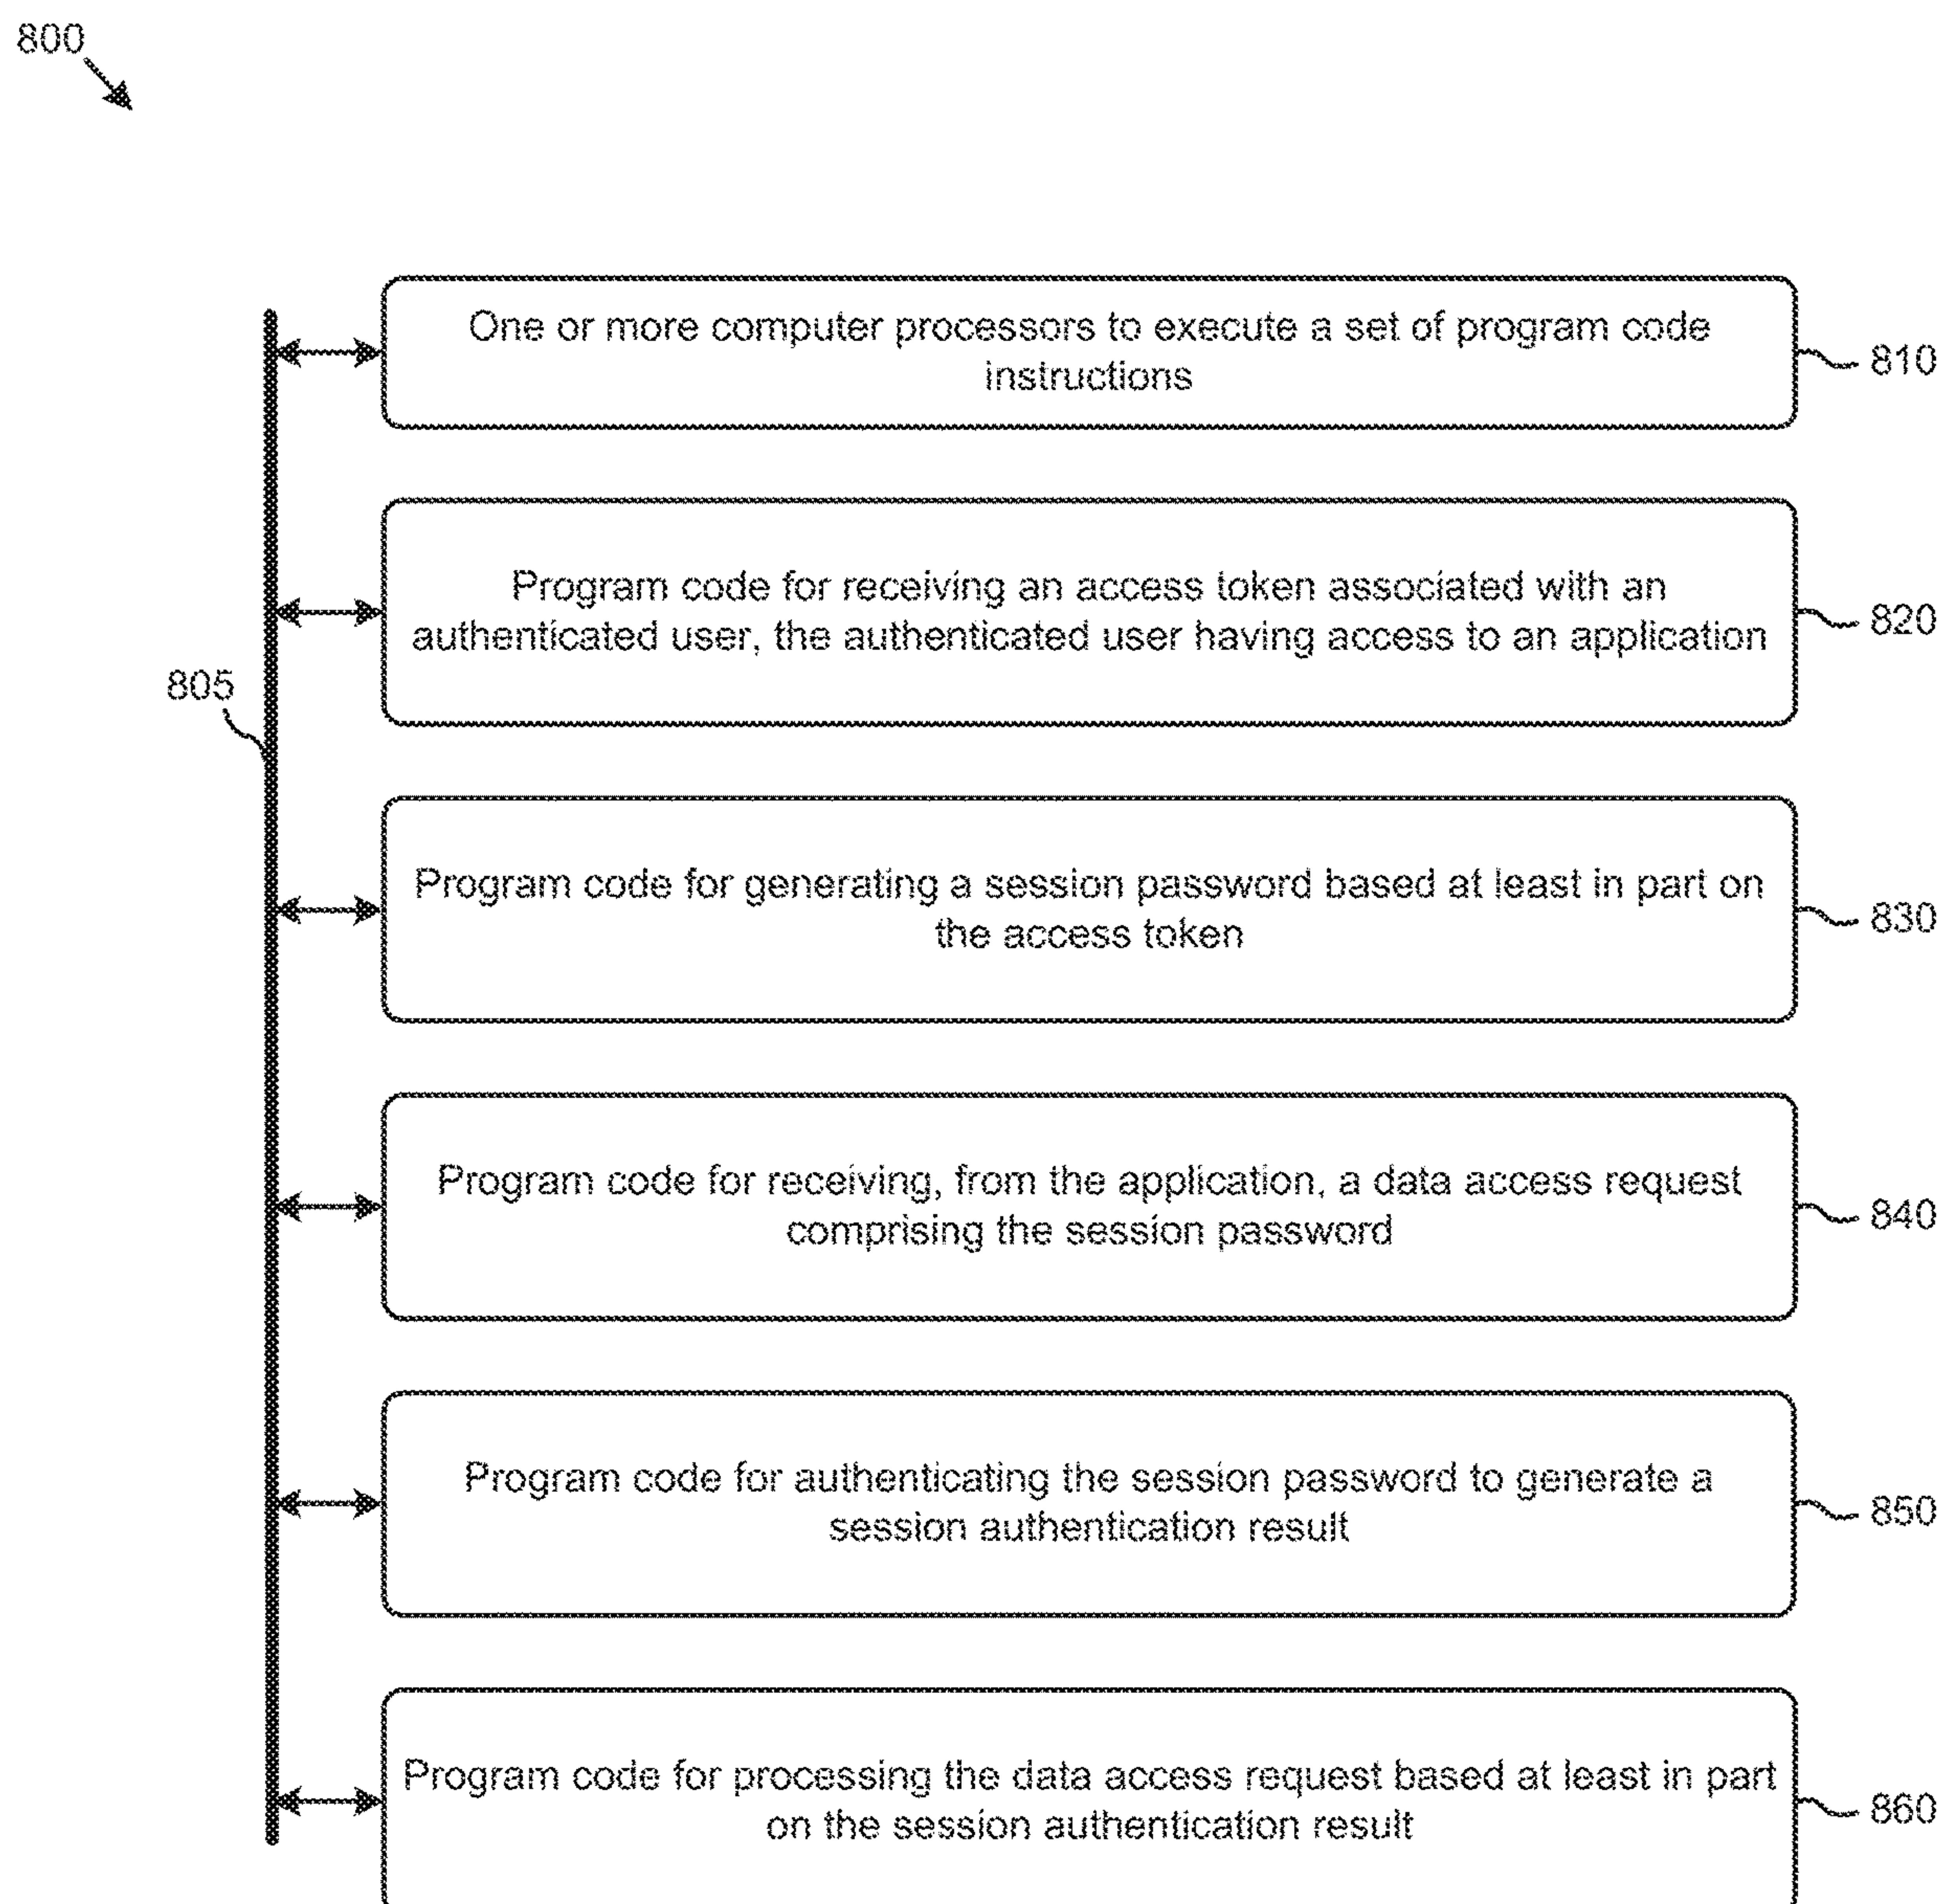 800
One or more computer processors to execute a set of program code
instructions
810
Program code for receiving an access token associated with an
authenticated user, the authenticated user having access to an application
820
805
Program code for generating a session password based at least in part on
the access token
830
Program code for receiving, from the application, a data access request
comprising the session password
840
Program code for authenticating the session password to generate a
session authentication result
850
Program code for processing the data access request based at least in part
on the session authentication result
860